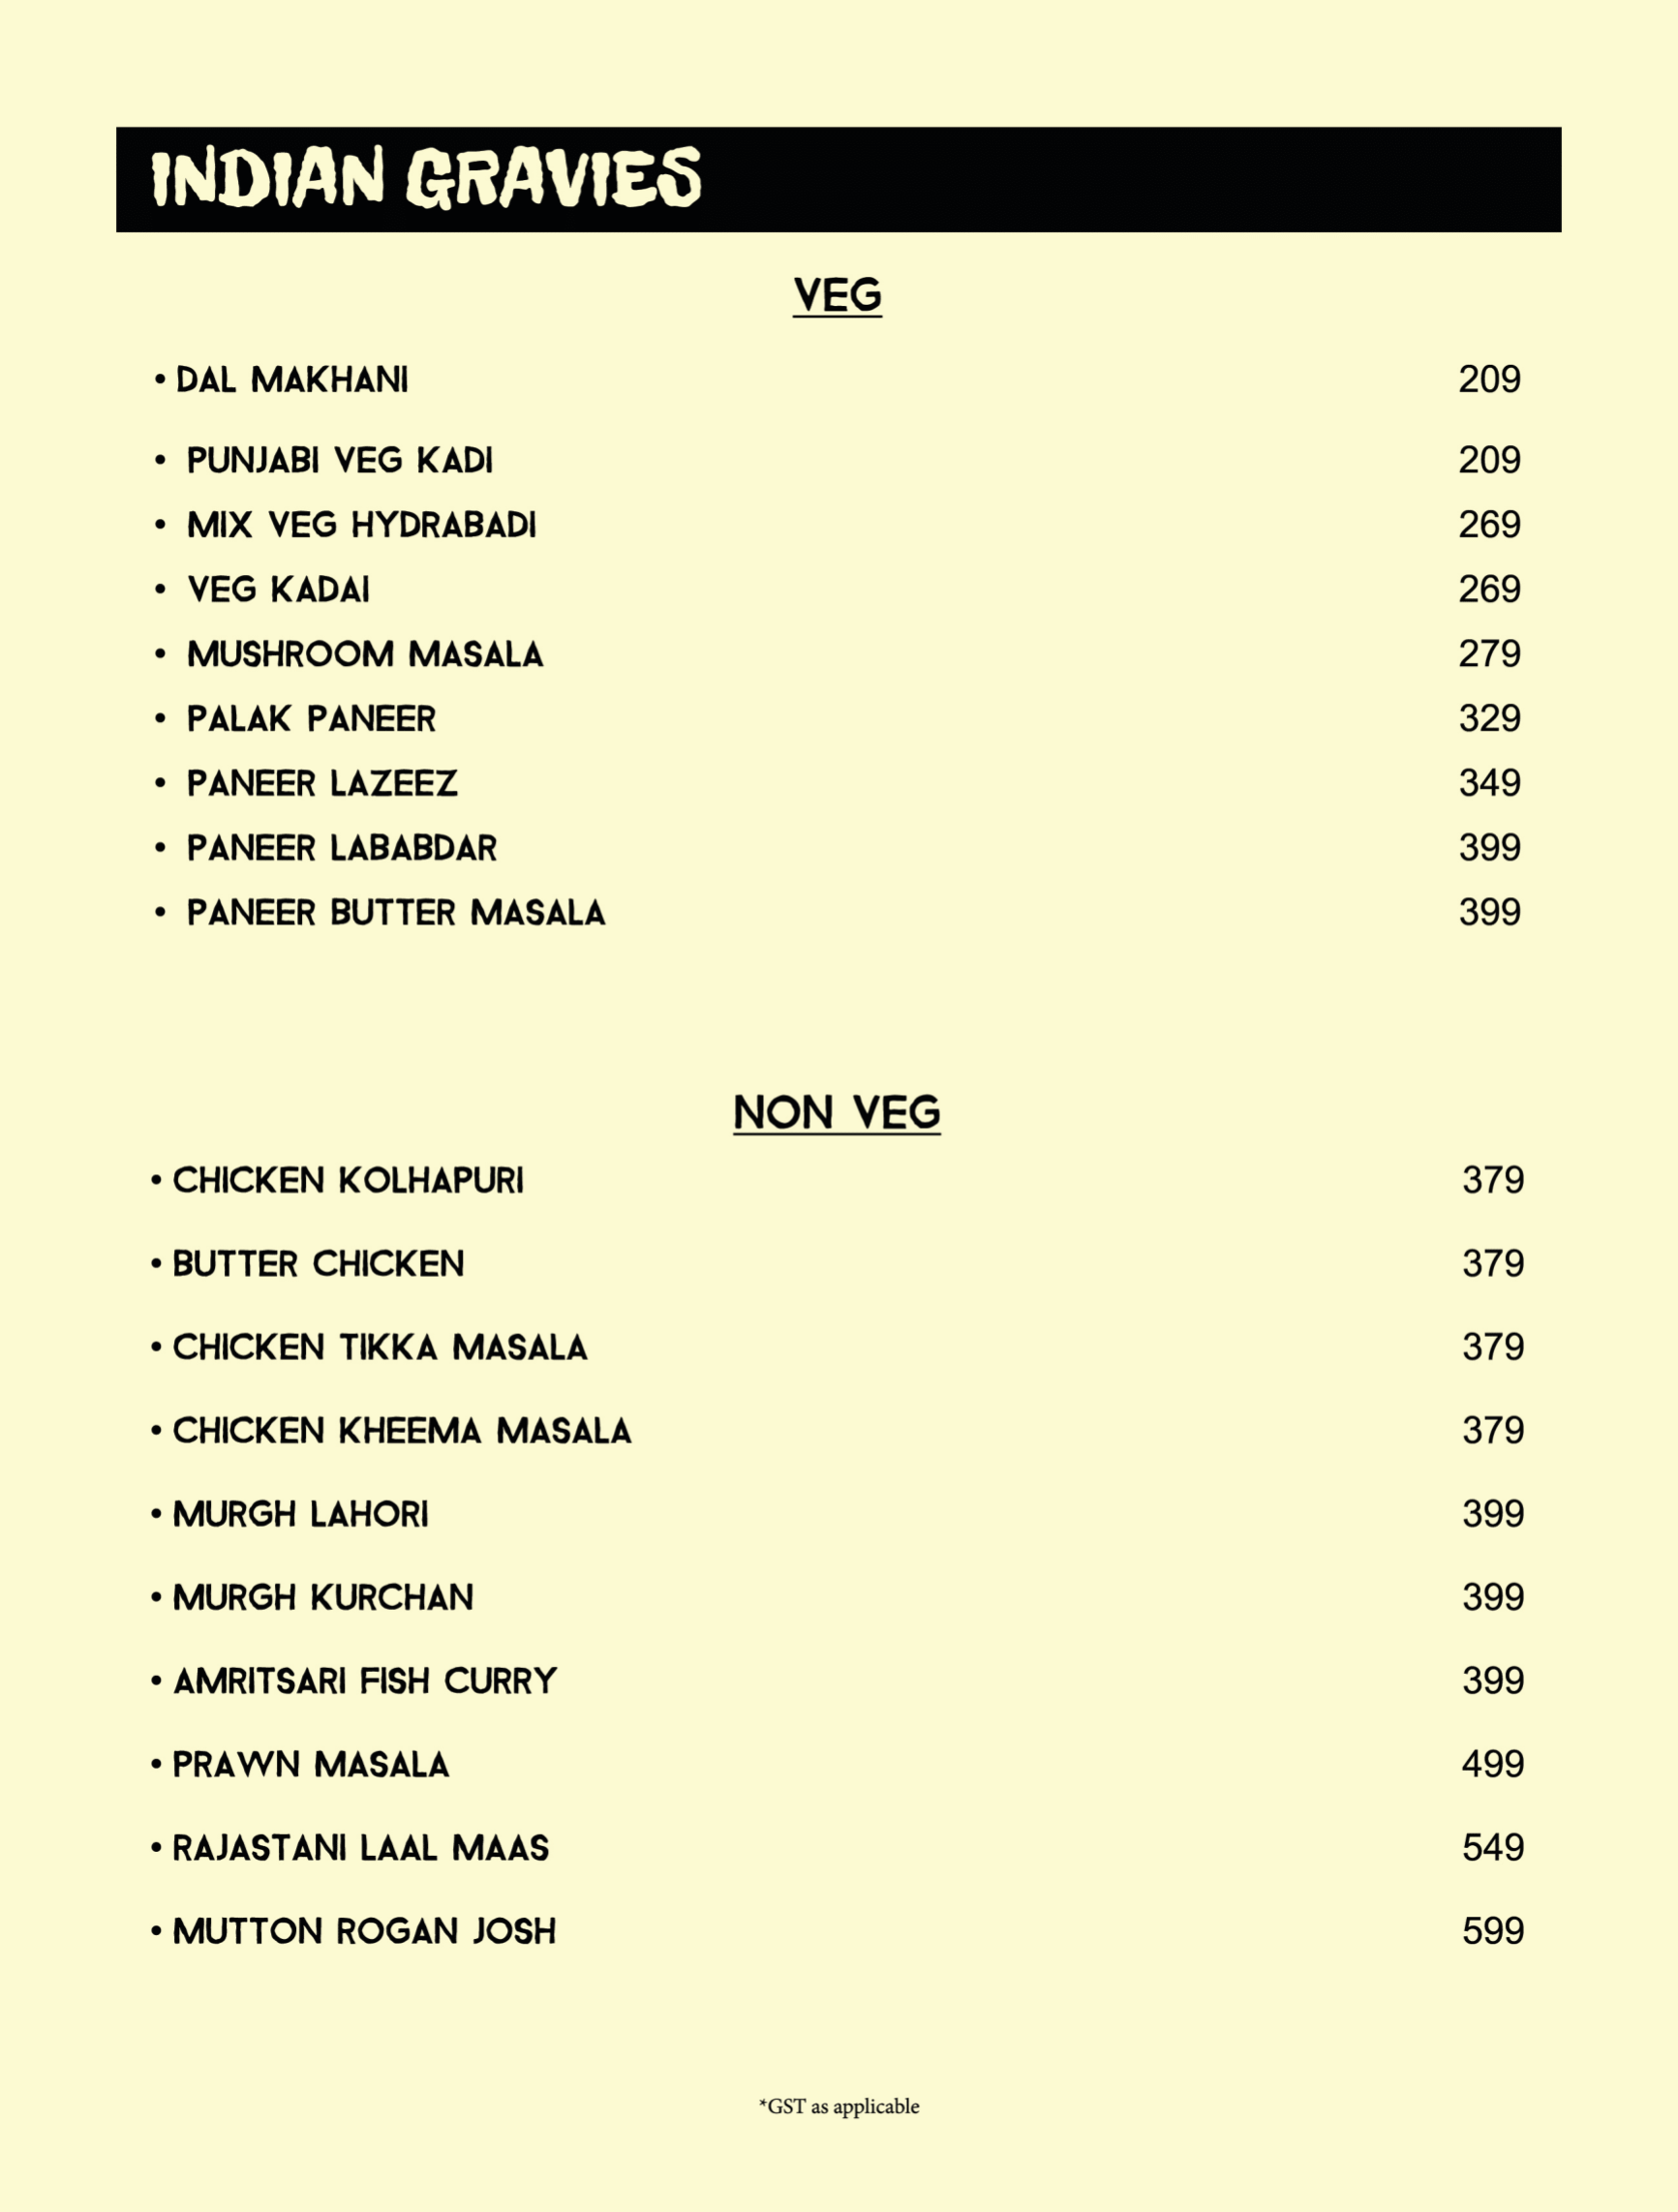 INDIAN GRAVIES
VEG
• DAL MAKHANI 209
• PUNJABI VEG KADI 209
• MIX VEG HYDRABADI 269
• VEG KADAI 269
• MUSHROOM MASALA 279
• PALAK PANEER 329
• PANEER LAZEEZ 349
• PANEER LABABDAR 399
• PANEER BUTTER MASALA 399
NON VEG
• CHICKEN KOLHAPURI 379
• BUTTER CHICKEN 379
• CHICKEN TIKKA MASALA 379
• CHICKEN KHEEMA MASALA 379
• MURGH LAHORI 399
• MURGH KURCHAN 399
• AMRITSARI FISH CURRY 399
• PRAWN MASALA 499
• RAJASTANI LAAL MAAS 549
• MUTTON ROGAN JOSH 599
*GST as applicable